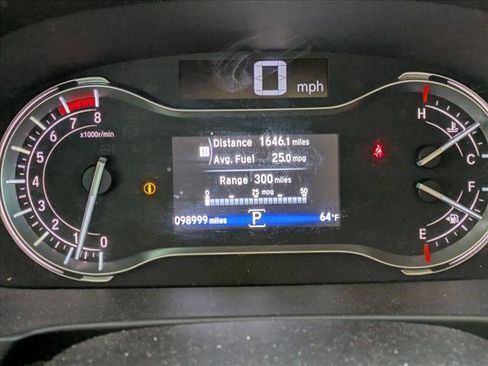 0 mph
8
7
6
5
4
3
2
1
0
x1000r/min
Distance 1646.1 miles
Avg. Fuel 25.0 mpg
Range 300 miles
0 25 50
mpg
098999 miles P 64°F
H
C
F
E